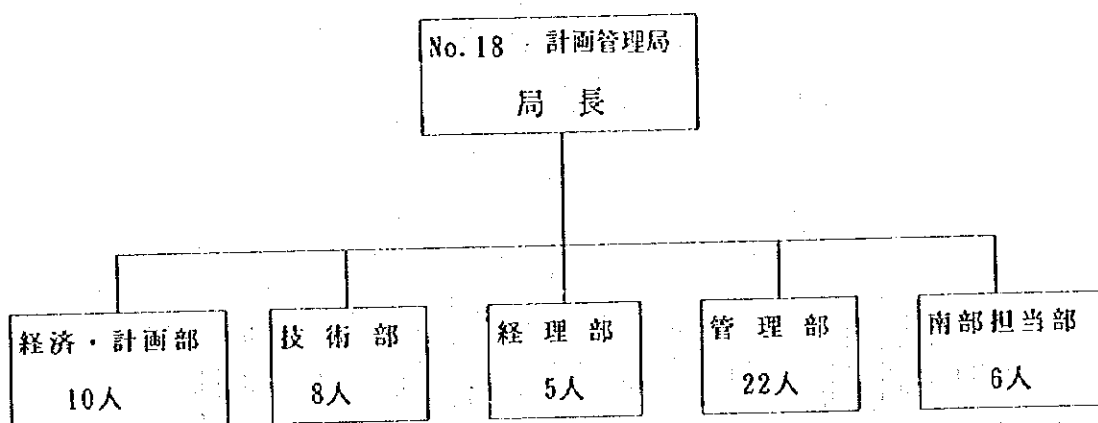 No.18 計画管理局
局長
経済・計画部
10人
技術部
8人
経理部
5人
管理部
22人
南部担当部
6人